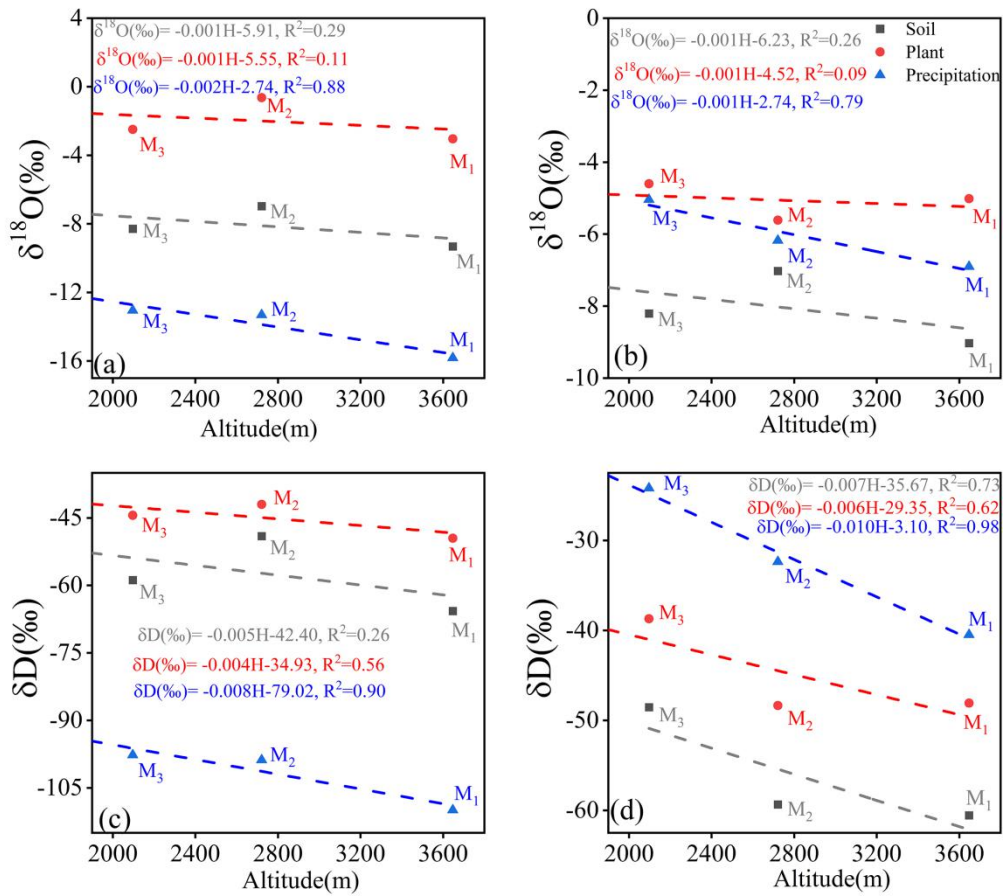 δ¹⁸O(‰)= -0.001H-5.91, R²=0.29
δ¹⁸O(‰)= -0.001H-5.55, R²=0.11
δ¹⁸O(‰)= -0.002H-2.74, R²=0.88
4
0
-4
-8
-12
-16
δ¹⁸O(‰)
M₃
M₂
M₁
M₃
M₂
M₁
M₃
M₂
M₁
(a)
2000 2400 2800 3200 3600
Altitude(m)
δ¹⁸O(‰)= -0.001H-6.23, R²=0.26
δ¹⁸O(‰)= -0.001H-4.52, R²=0.09
δ¹⁸O(‰)= -0.001H-2.74, R²=0.79
Soil
Plant
Precipitation
0
-2
-4
-6
-8
-10
δ¹⁸O(‰)
M₃
M₂
M₁
M₃
M₂
M₁
M₃
M₂
M₁
(b)
2000 2400 2800 3200 3600
Altitude(m)
-45
-60
-75
-90
-105
δD(‰)
M₃
M₂
M₁
M₃
M₂
M₁
δD(‰)= -0.005H-42.40, R²=0.26
δD(‰)= -0.004H-34.93, R²=0.56
δD(‰)= -0.008H-79.02, R²=0.90
M₃
M₂
M₁
(c)
2000 2400 2800 3200 3600
Altitude(m)
δD(‰)= -0.007H-35.67, R²=0.73
δD(‰)= -0.006H-29.35, R²=0.62
δD(‰)= -0.010H-3.10, R²=0.98
-30
-40
-50
-60
δD(‰)
M₃
M₂
M₁
M₃
M₂
M₁
M₃
M₂
M₁
(d)
2000 2400 2800 3200 3600
Altitude(m)